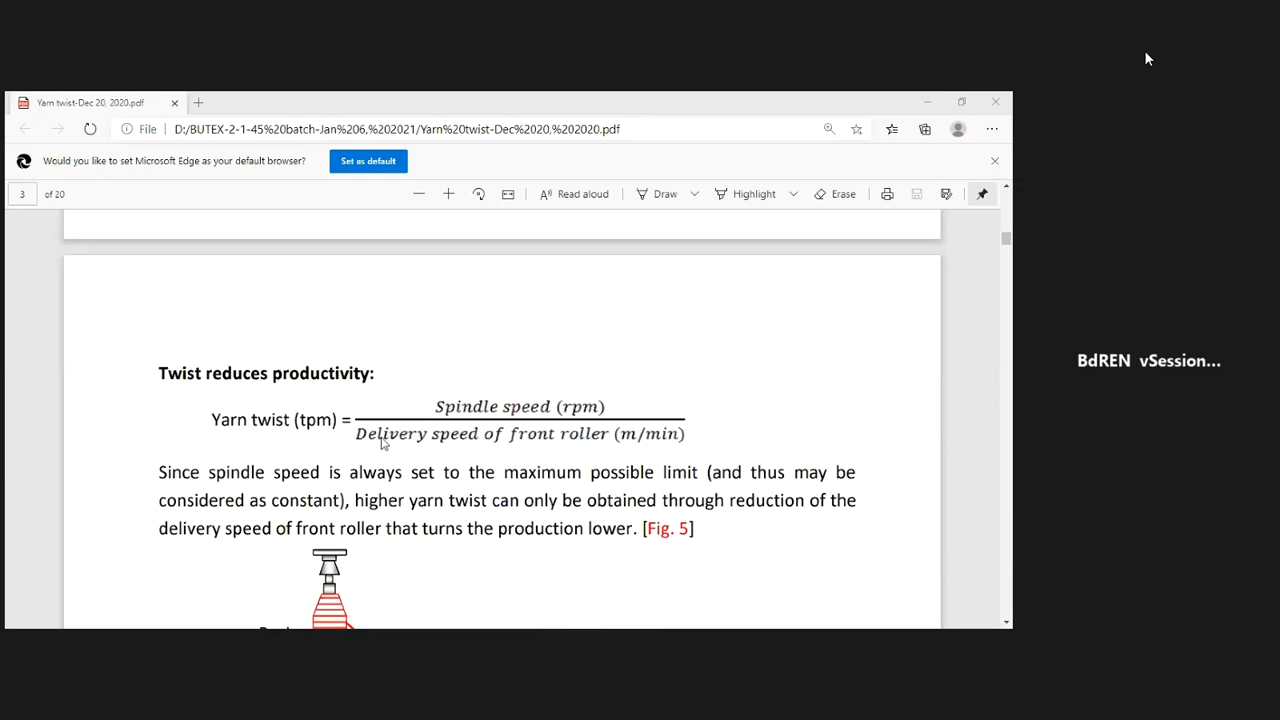 Yarn twist-Dec 20, 2020.pdf
File
D:/BUTEX-2-1-45%20batch-Jan%206,%202021/Yarn%20twist-Dec%2020,%202020.pdf
Would you like to set Microsoft Edge as your default browser?
Set as default
3 of 20
Read aloud
Draw
Highlight
Erase
Twist reduces productivity:
Yarn twist (tpm) = Spindle speed (rpm)
Delivery speed of front roller (m/min)
Since spindle speed is always set to the maximum possible limit (and thus may be
considered as constant), higher yarn twist can only be obtained through reduction of the
delivery speed of front roller that turns the production lower. [Fig. 5]
BdREN vSession...